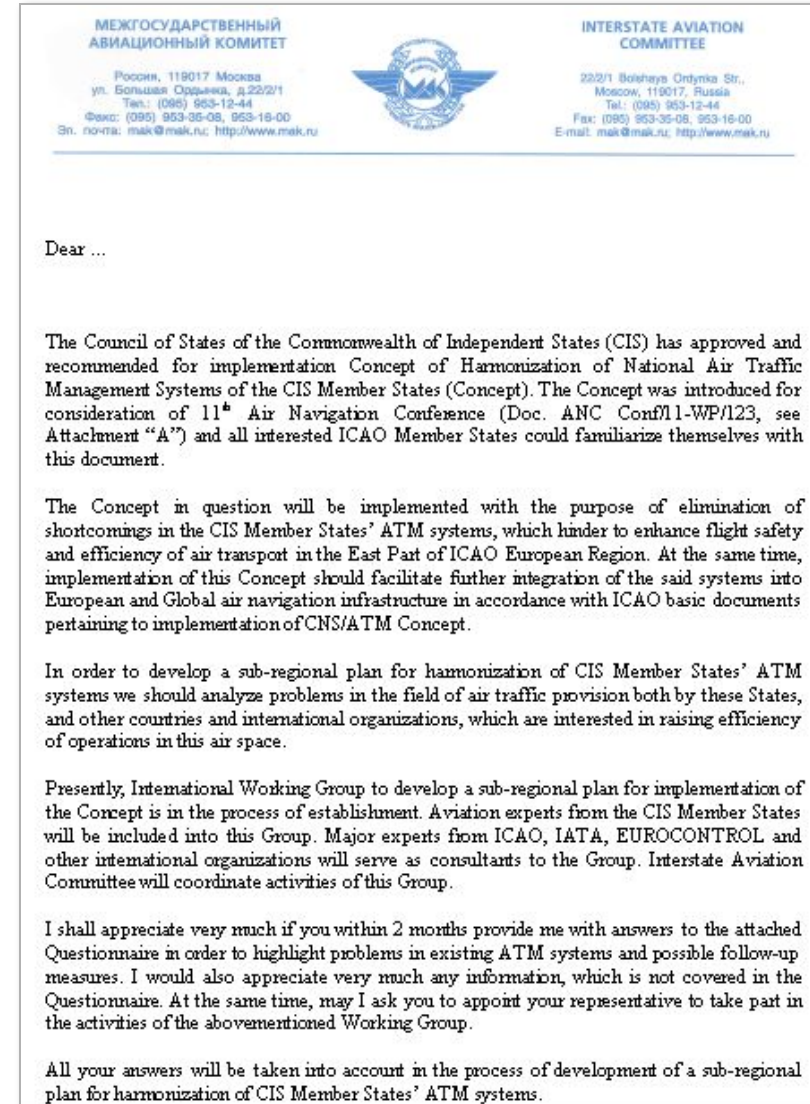 МЕЖГОСУДАРСТВЕННЫЙ
АВИАЦИОННЫЙ КОМИТЕТ
Россия, 119017 Москва
ул. Большая Ордынка, д.22/2/1
Тел.: (095) 953-12-44
Факс: (095) 953-35-08, 953-16-00
Эл. почта: mak@mak.ru; http://www.mak.ru
МАК
INTERSTATE AVIATION
COMMITTEE
22/2/1 Bolshaya Ordynka Str.,
Moscow, 119017, Russia
Tel.: (095) 953-12-44
Fax: (095) 953-35-08, 953-16-00
E-mail: mak@mak.ru; http://www.mak.ru
Dear ...
The Council of States of the Commonwealth of Independent States (CIS) has approved and
recommended for implementation Concept of Harmonization of National Air Traffic
Management Systems of the CIS Member States (Concept). The Concept was introduced for
consideration of 11th Air Navigation Conference (Doc. ANC Conf/11-WP/123, see
Attachment “A”) and all interested ICAO Member States could familiarize themselves with
this document.
The Concept in question will be implemented with the purpose of elimination of
shortcomings in the CIS Member States’ ATM systems, which hinder to enhance flight safety
and efficiency of air transport in the East Part of ICAO European Region. At the same time,
implementation of this Concept should facilitate further integration of the said systems into
European and Global air navigation infrastructure in accordance with ICAO basic documents
pertaining to implementation of CNS/ATM Concept.
In order to develop a sub-regional plan for harmonization of CIS Member States’ ATM
systems we should analyze problems in the field of air traffic provision both by these States,
and other countries and international organizations, which are interested in raising efficiency
of operations in this air space.
Presently, International Working Group to develop a sub-regional plan for implementation of
the Concept is in the process of establishment. Aviation experts from the CIS Member States
will be included into this Group. Major experts from ICAO, IATA, EUROCONTROL and
other international organizations will serve as consultants to the Group. Interstate Aviation
Committee will coordinate activities of this Group.
I shall appreciate very much if you within 2 months provide me with answers to the attached
Questionnaire in order to highlight problems in existing ATM systems and possible follow-up
measures. I would also appreciate very much any information, which is not covered in the
Questionnaire. At the same time, may I ask you to appoint your representative to take part in
the activities of the abovementioned Working Group.
All your answers will be taken into account in the process of development of a sub-regional
plan for harmonization of CIS Member States’ ATM systems.